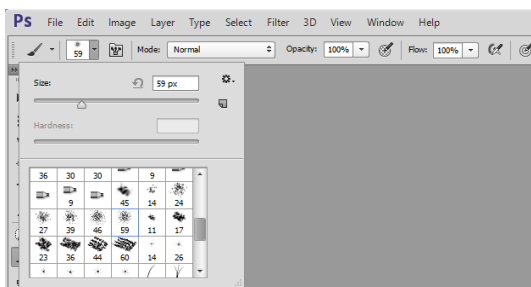 Ps File Edit Image Layer Type Select Filter 3D View Window Help
59 Mode: Normal Opacity: 100% Flow: 100%
Size: 59 px
Hardness:
36 30 30 9
9 45 14 24
27 39 46 59 11 17
23 36 44 60 14 26